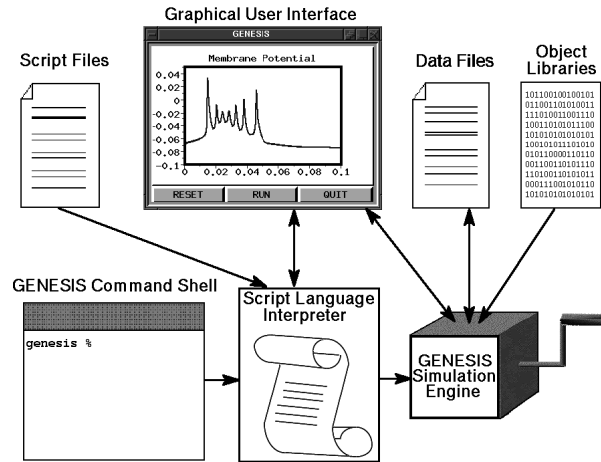 Graphical User Interface
Script Files
Data Files
Object
Libraries
GENESIS
Membrane Potential
0.04
0.02
0
-0.02
-0.04
-0.06
-0.08
-0.1
0 0.02 0.04 0.06 0.08 0.1
RESET RUN QUIT
101100100100101
011001101010011
111010011001110
100110101011100
101010101010101
100101011101010
010110000110110
001100110101110
110100110101011
000111001010110
101010101010101
GENESIS Command Shell
genesis %
Script Language
Interpreter
GENESIS
Simulation
Engine